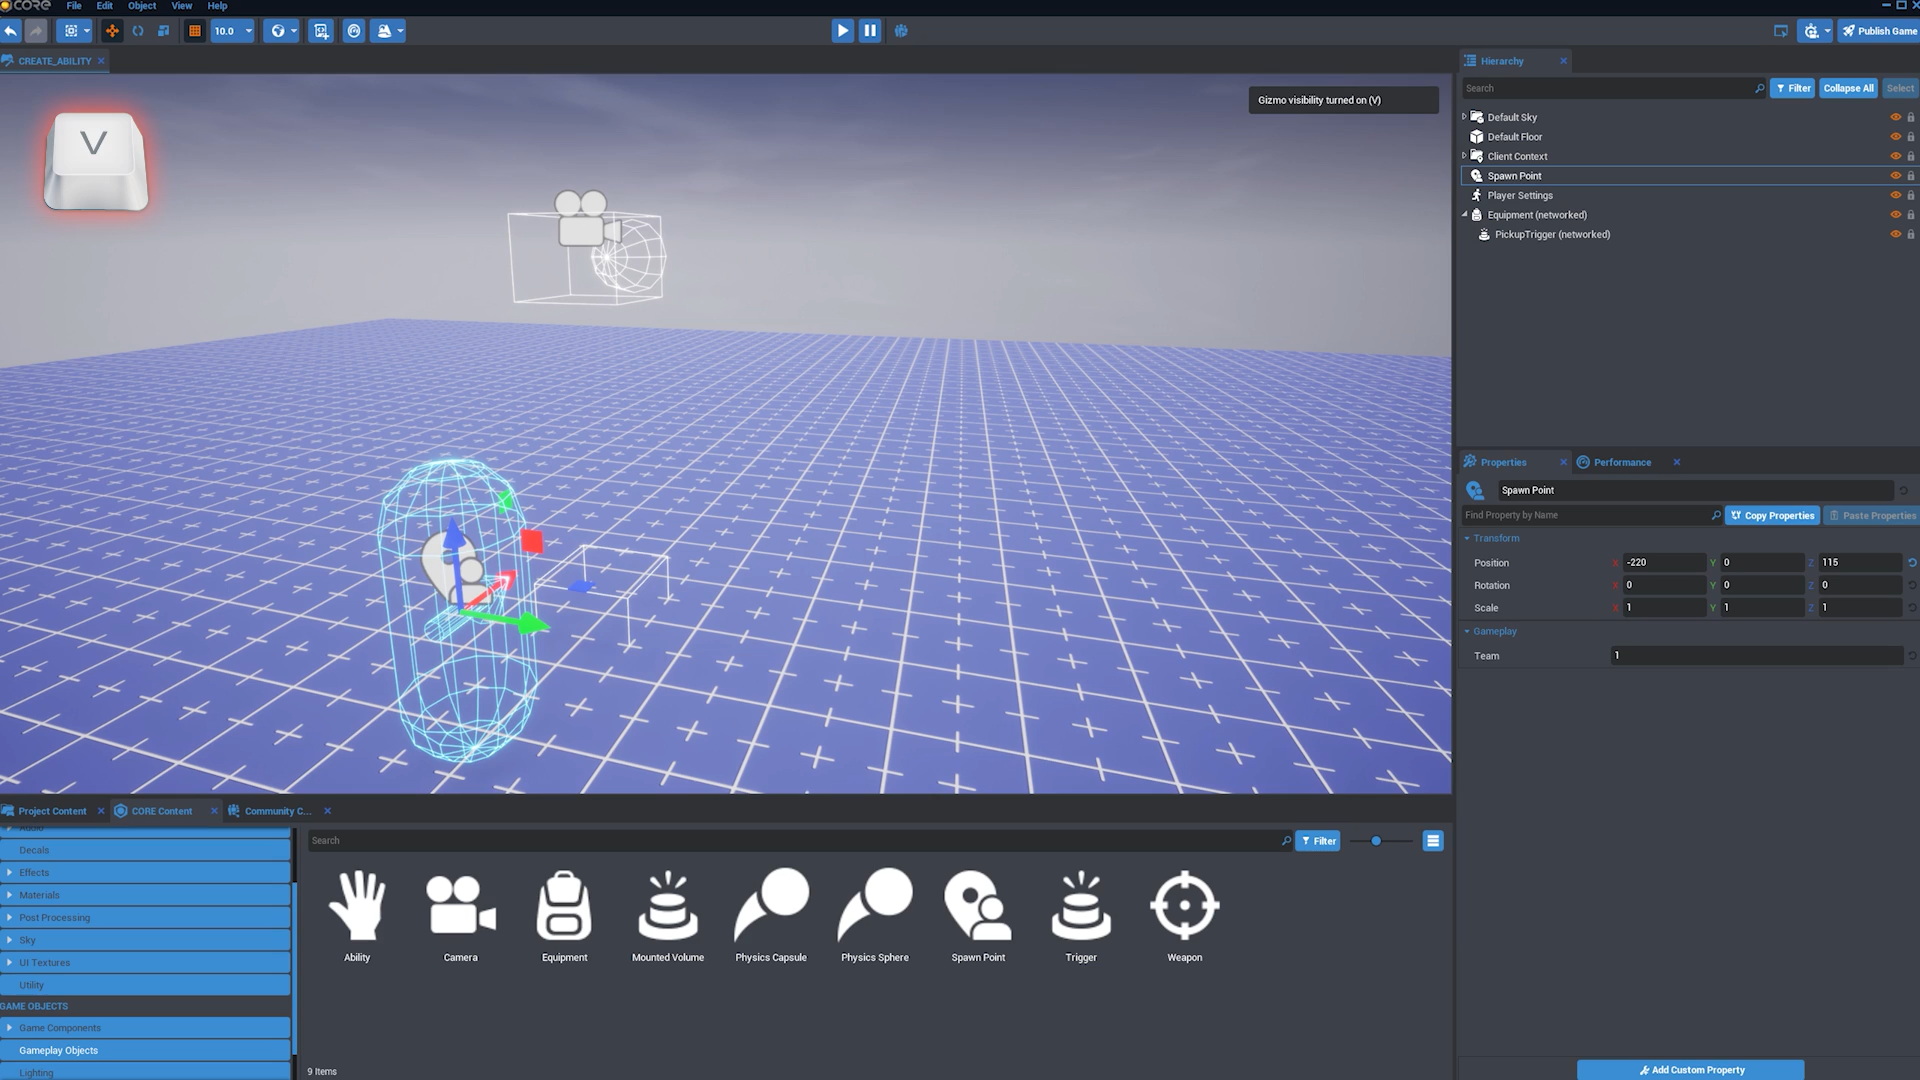 CORE File Edit Object View Help
10.0
Publish Game
CREATE_ABILITY
V
Gizmo visibility turned on (V)
Hierarchy
Search
Filter
Collapse All
Select
Default Sky
Default Floor
Client Context
Spawn Point
Player Settings
Equipment (networked)
PickupTrigger (networked)
Properties
Performance
Spawn Point
Find Property by Name
Copy Properties
Paste Properties
Transform
Position X -220 Y 0 Z 115
Rotation X 0 Y 0 Z 0
Scale X 1 Y 1 Z 1
Gameplay
Team 1
Add Custom Property
Project Content
CORE Content
Community C...
Audio
Decals
Effects
Materials
Post Processing
Sky
UI Textures
Utility
GAME OBJECTS
Game Components
Gameplay Objects
Lighting
Search
Filter
Ability
Camera
Equipment
Mounted Volume
Physics Capsule
Physics Sphere
Spawn Point
Trigger
Weapon
9 Items